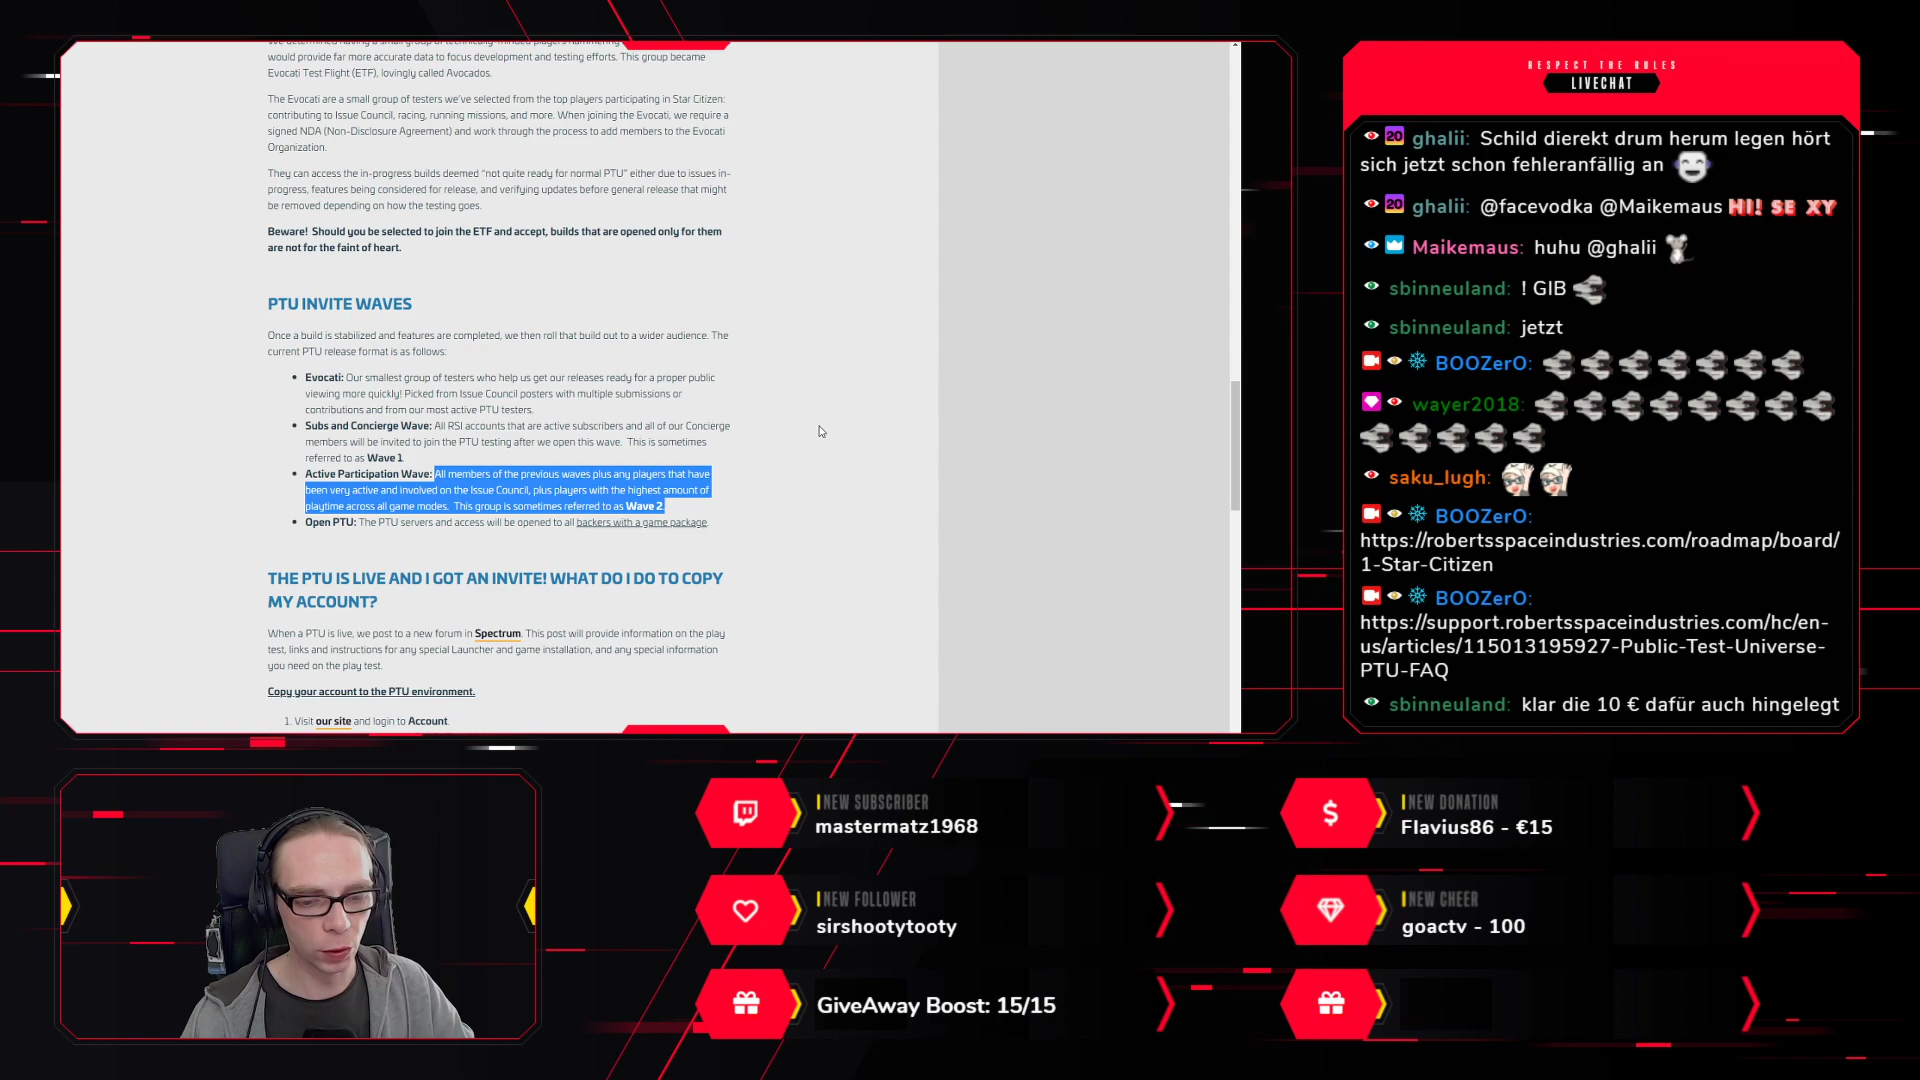 We determined having a small group of technically-minded players hammering
would provide far more accurate data to focus development and testing efforts. This group became
Evocati Test Flight (ETF), lovingly called Avocados.
The Evocati are a small group of testers we've selected from the top players participating in Star Citizen:
contributing to Issue Council, racing, running missions, and more. When joining the Evocati, we require a
signed NDA (Non-Disclosure Agreement) and work through the process to add members to the Evocati
Organization.
They can access the in-progress builds deemed "not quite ready for normal PTU" either due to issues in-
progress, features being considered for release, and verifying updates before general release that might
be removed depending on how the testing goes.
Beware! Should you be selected to join the ETF and accept, builds that are opened only for them
are not for the faint of heart.
PTU INVITE WAVES
Once a build is stabilized and features are completed, we then roll that build out to a wider audience. The
current PTU release format is as follows:
• Evocati: Our smallest group of testers who help us get our releases ready for a proper public
viewing more quickly! Picked from Issue Council posters with multiple submissions or
contributions and from our most active PTU testers.
• Subs and Concierge Wave: All RSI accounts that are active subscribers and all of our Concierge
members will be invited to join the PTU testing after we open this wave. This is sometimes
referred to as Wave 1.
• Active Participation Wave: All members of the previous waves plus any players that have
been very active and involved on the Issue Council, plus players with the highest amount of
playtime across all game modes. This group is sometimes referred to as Wave 2.
• Open PTU: The PTU servers and access will be opened to all backers with a game package.
THE PTU IS LIVE AND I GOT AN INVITE! WHAT DO I DO TO COPY
MY ACCOUNT?
When a PTU is live, we post to a new forum in Spectrum. This post will provide information on the play
test, links and instructions for any special Launcher and game installation, and any special information
you need on the play test.
Copy your account to the PTU environment.
1. Visit our site and login to Account.
RESPECT THE RULES
LIVECHAT
20 ghalii: Schild dierekt drum herum legen hört
sich jetzt schon fehleranfällig an
20 ghalii: @facevodka @Maikemaus HI! SE XY
Maikemaus: huhu @ghalii
sbinneuland: ! GIB
sbinneuland: jetzt
BOOZerO:
wayer2018:
saku_lugh:
BOOZerO:
https://robertsspaceindustries.com/roadmap/board/
1-Star-Citizen
BOOZerO:
https://support.robertsspaceindustries.com/hc/en-
us/articles/115013195927-Public-Test-Universe-
PTU-FAQ
sbinneuland: klar die 10 € dafür auch hingelegt
NEW SUBSCRIBER
mastermatz1968
NEW DONATION
Flavius86 - €15
NEW FOLLOWER
sirshootytooty
NEW CHEER
goactv - 100
GiveAway Boost: 15/15